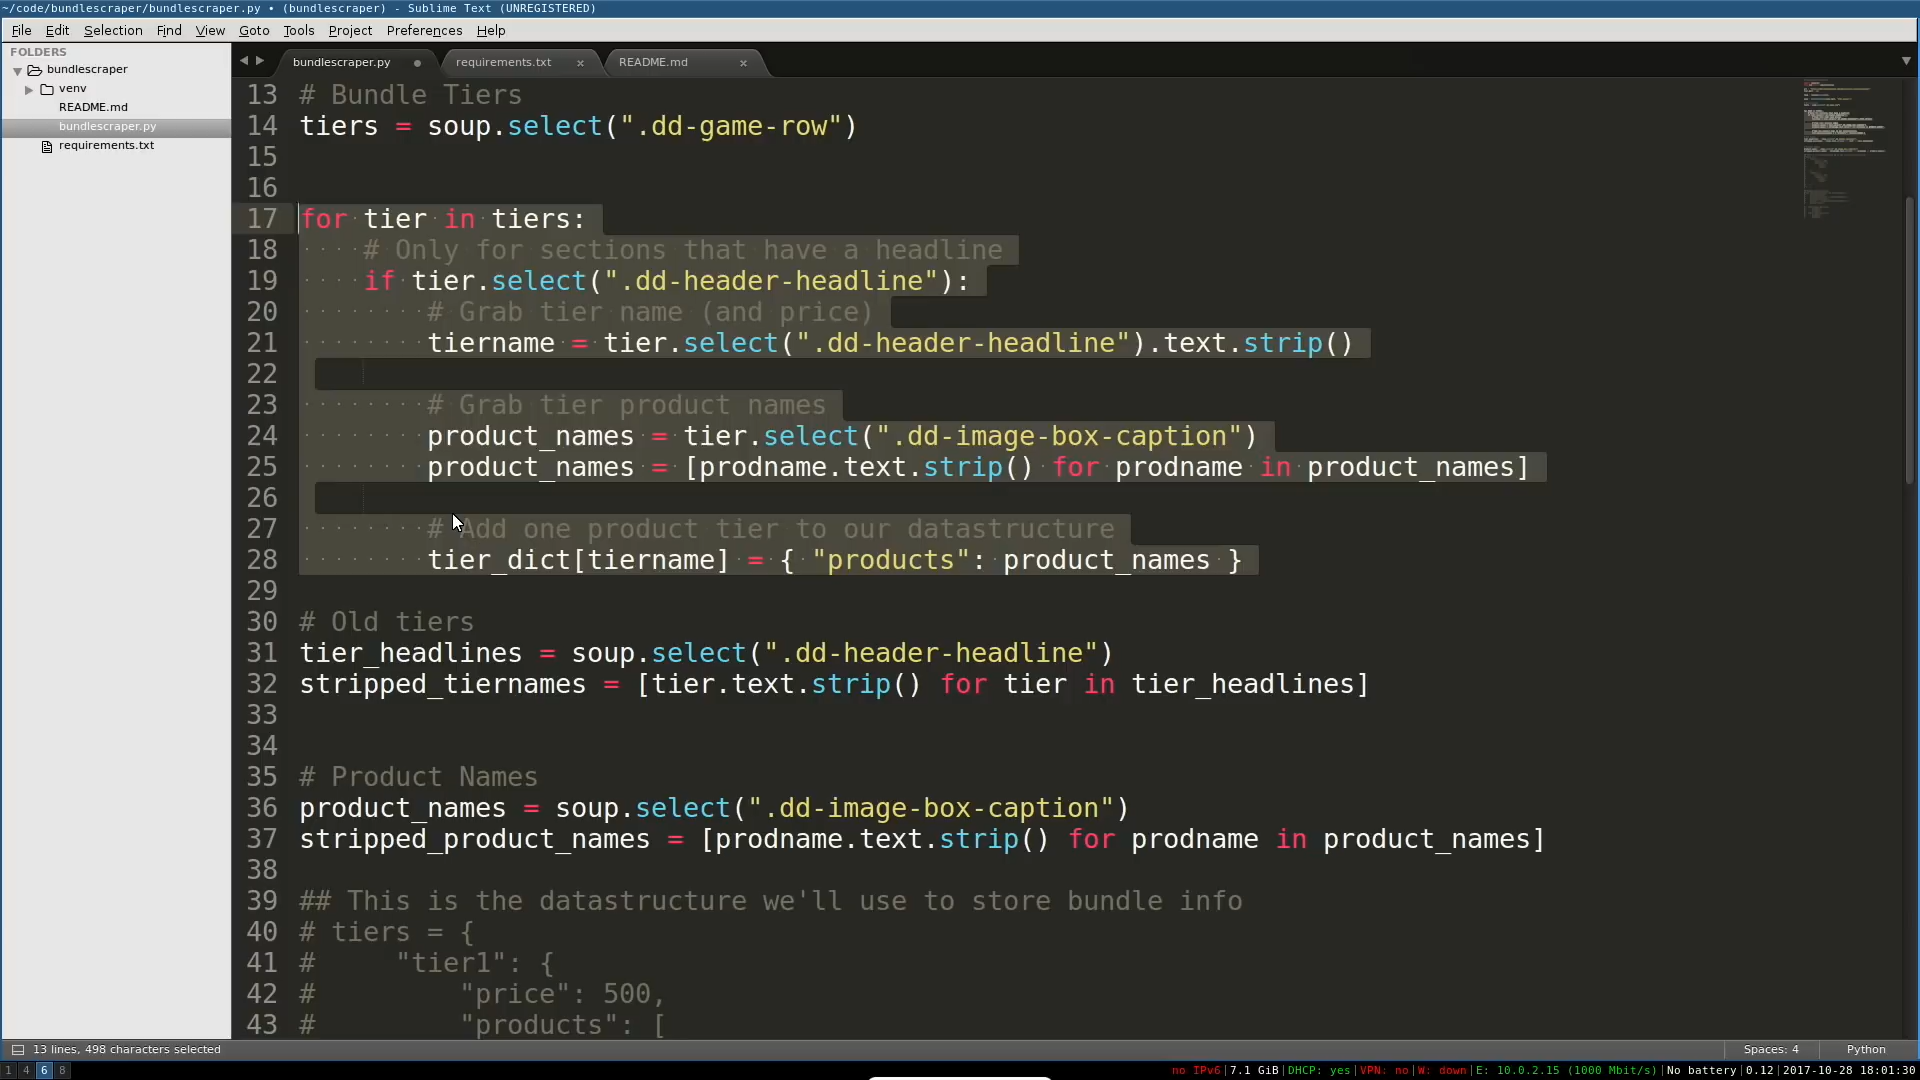 ~/code/bundlescraper/bundlescraper.py • (bundlescraper) - Sublime Text (UNREGISTERED)
File Edit Selection Find View Goto Tools Project Preferences Help
FOLDERS
bundlescraper
venv
README.md
bundlescraper.py
requirements.txt
bundlescraper.py requirements.txt README.md
13 # Bundle Tiers
14 tiers = soup.select(".dd-game-row")
15
16
17 for tier in tiers:
18     # Only for sections that have a headline
19     if tier.select(".dd-header-headline"):
20         # Grab tier name (and price)
21         tiername = tier.select(".dd-header-headline").text.strip()
22
23         # Grab tier product names
24         product_names = tier.select(".dd-image-box-caption")
25         product_names = [prodname.text.strip() for prodname in product_names]
26
27         # Add one product tier to our datastructure
28         tier_dict[tiername] = { "products": product_names }
29
30 # Old tiers
31 tier_headlines = soup.select(".dd-header-headline")
32 stripped_tiernames = [tier.text.strip() for tier in tier_headlines]
33
34
35 # Product Names
36 product_names = soup.select(".dd-image-box-caption")
37 stripped_product_names = [prodname.text.strip() for prodname in product_names]
38
39 ## This is the datastructure we'll use to store bundle info
40 # tiers = {
41 #     "tier1": {
42 #         "price": 500,
43 #         "products": [
13 lines, 498 characters selected Spaces: 4 Python
1 4 6 8 no IPv6|7.1 GiB|DHCP: yes|VPN: no|W: down|E: 10.0.2.15 (1000 Mbit/s)|No battery|0.12|2017-10-28 18:01:30